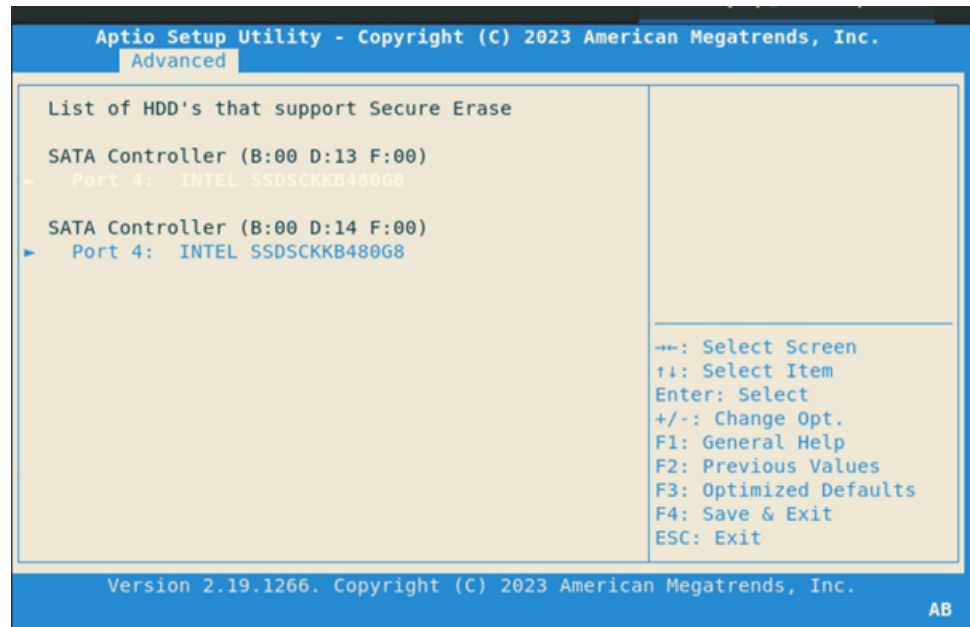 Aptio Setup Utility - Copyright (C) 2023 American Megatrends, Inc.
Advanced
List of HDD's that support Secure Erase
SATA Controller (B:00 D:13 F:00)
► Port 4: INTEL SSDSCKKB480G8
SATA Controller (B:00 D:14 F:00)
► Port 4: INTEL SSDSCKKB480G8
→←: Select Screen
↑↓: Select Item
Enter: Select
+/-: Change Opt.
F1: General Help
F2: Previous Values
F3: Optimized Defaults
F4: Save & Exit
ESC: Exit
Version 2.19.1266. Copyright (C) 2023 American Megatrends, Inc.
AB